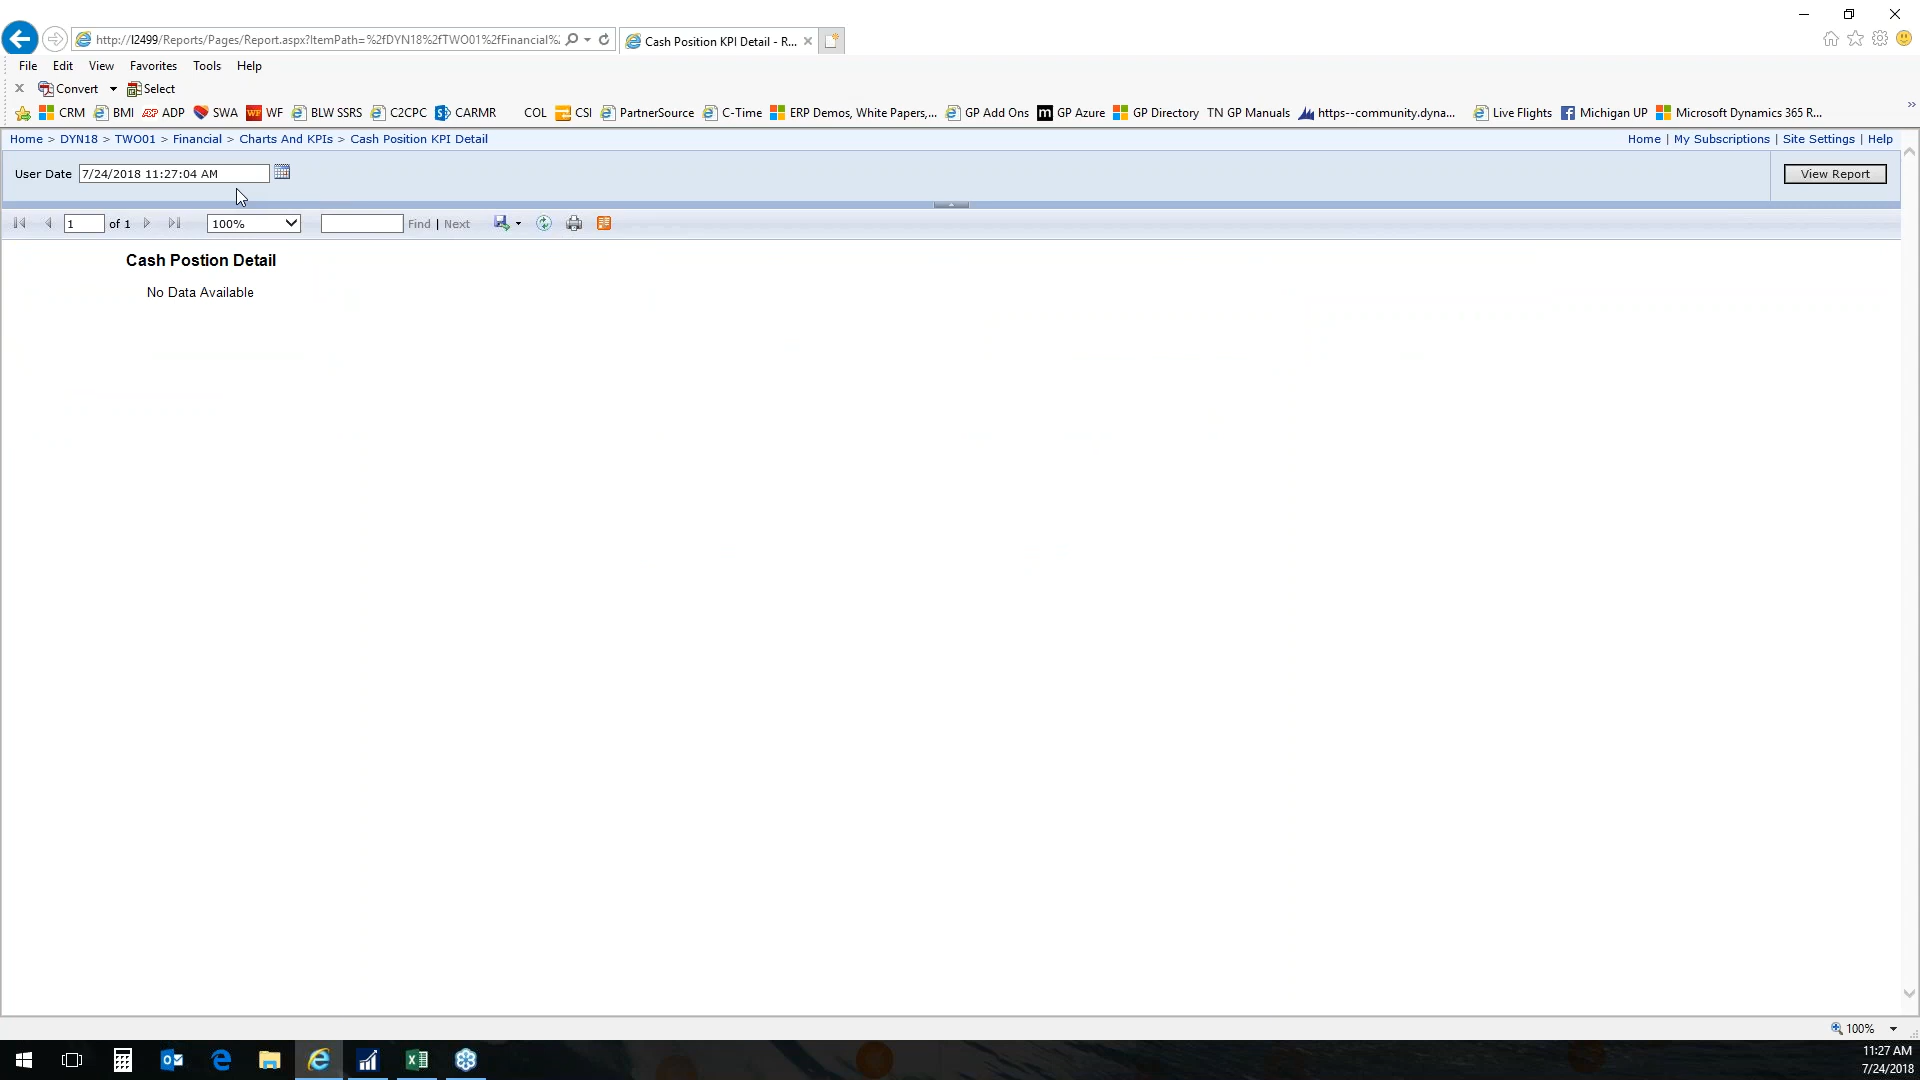 http://l2499/Reports/Pages/Report.aspx?ItemPath=%2fDYN18%2fTWO01%2fFinancial%2
Cash Position KPI Detail - R...
File Edit View Favorites Tools Help
Convert Select
CRM BMI ADP SWA WF BLW SSRS C2CPC CARMR COL CSI PartnerSource C-Time ERP Demos, White Papers,... GP Add Ons GP Azure GP Directory TN GP Manuals https--community.dyna... Live Flights Michigan UP Microsoft Dynamics 365 R...
Home > DYN18 > TWO01 > Financial > Charts And KPIs > Cash Position KPI Detail
Home | My Subscriptions | Site Settings | Help
User Date 7/24/2018 11:27:04 AM
View Report
1 of 1 100% Find | Next
Cash Postion Detail
No Data Available
100%
11:27 AM
7/24/2018